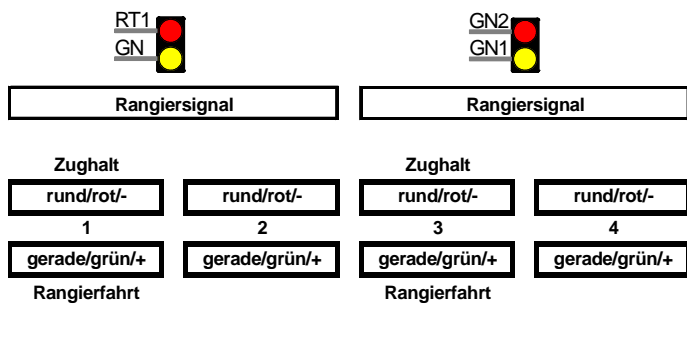 RT1 GN2
GN GN1
Rangiersignal Rangiersignal
Zughalt Zughalt
rund/rot/- rund/rot/- rund/rot/- rund/rot/-
1 2 3 4
gerade/grün/+ gerade/grün/+ gerade/grün/+ gerade/grün/+
Rangierfahrt Rangierfahrt